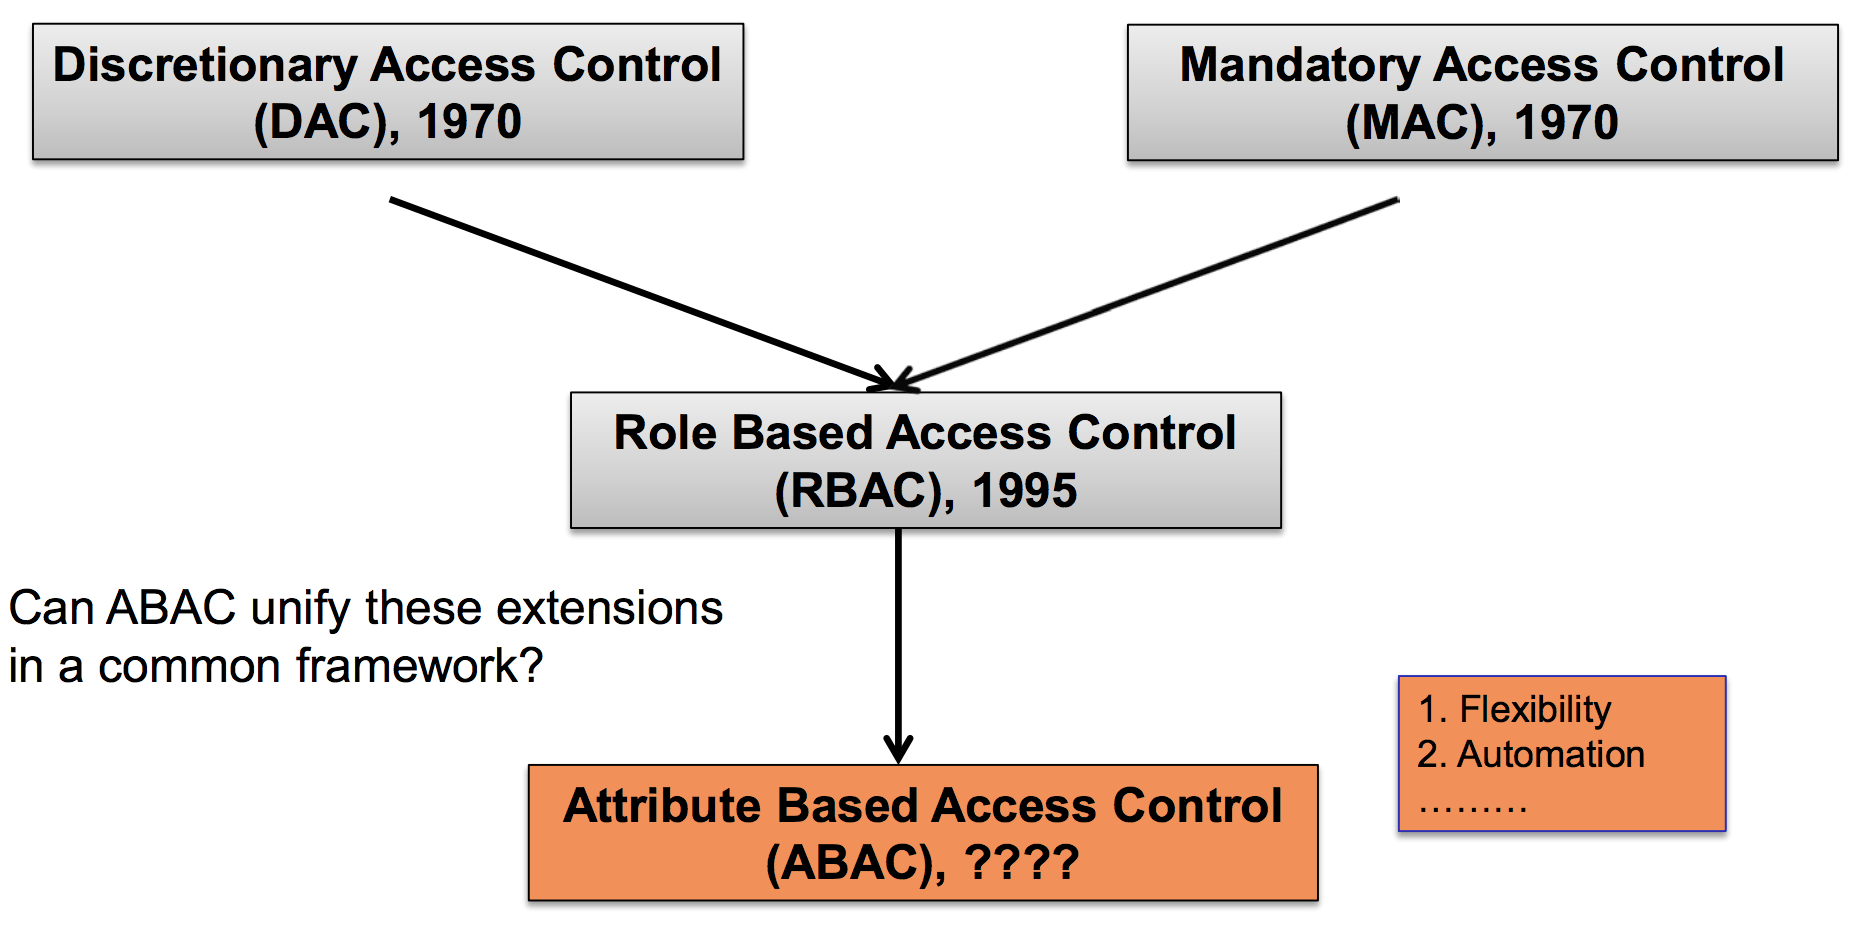 Discretionary Access Control
(DAC), 1970
Mandatory Access Control
(MAC), 1970
Role Based Access Control
(RBAC), 1995
Can ABAC unify these extensions
in a common framework?
1. Flexibility
2. Automation
………
Attribute Based Access Control
(ABAC), ????